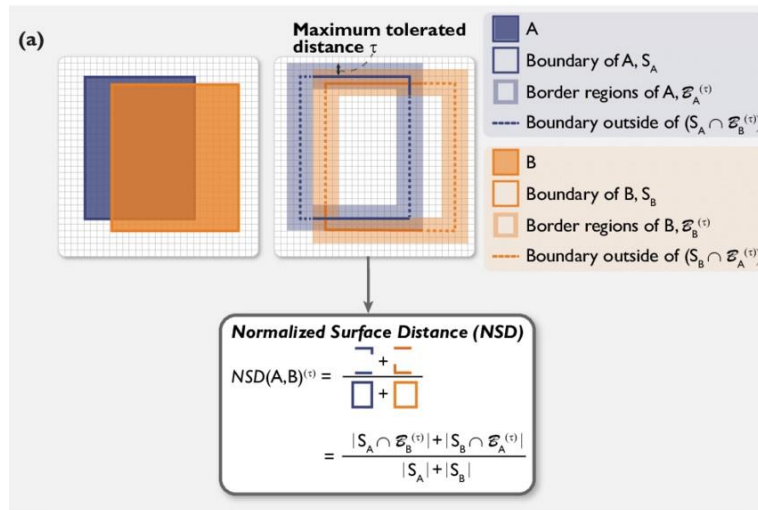 (a)
Maximum tolerated
distance τ
A
Boundary of A, S_A
Border regions of A, ℬ_A^(τ)
Boundary outside of (S_A ∩ ℬ_B^(τ)
B
Boundary of B, S_B
Border regions of B, ℬ_B^(τ)
Boundary outside of (S_B ∩ ℬ_A^(τ)
Normalized Surface Distance (NSD)
NSD(A,B)^(τ) = + / +
= |S_A ∩ ℬ_B^(τ)|+|S_B ∩ ℬ_A^(τ)| / |S_A|+|S_B|